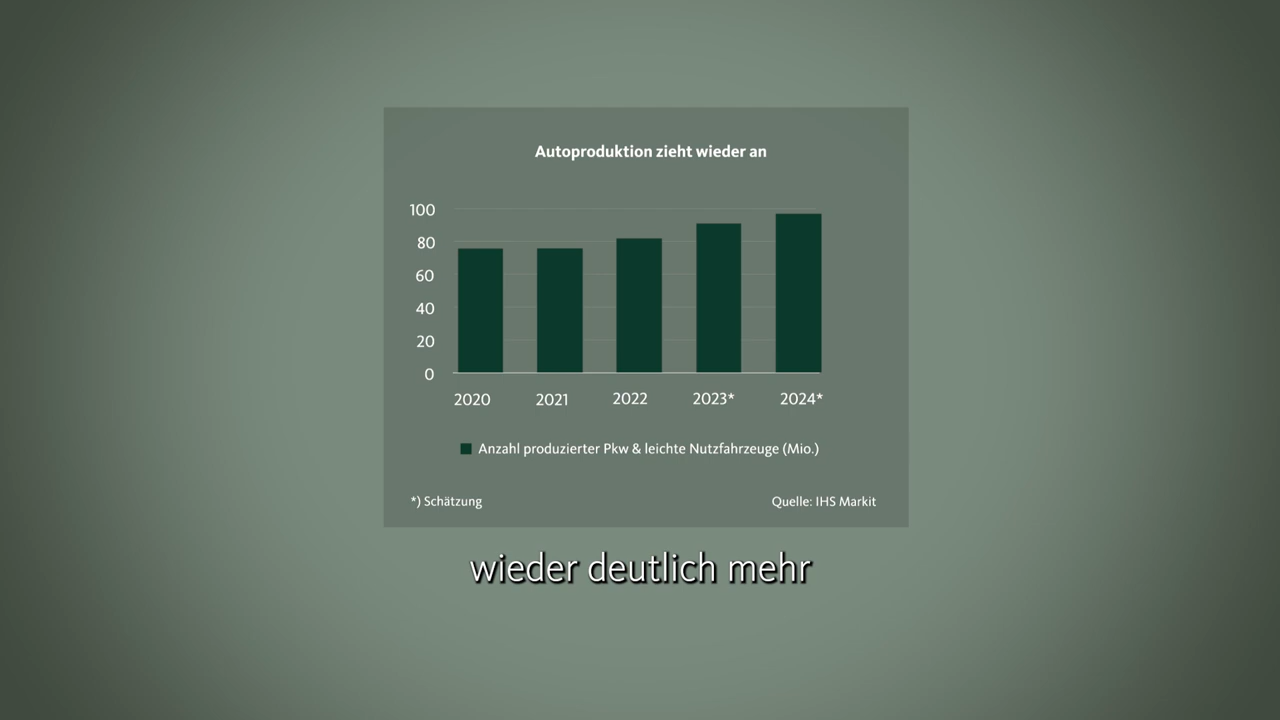 Autoproduktion zieht wieder an
100
80
60
40
20
0
2020 2021 2022 2023* 2024*
Anzahl produzierter Pkw & leichte Nutzfahrzeuge (Mio.)
*) Schätzung Quelle: IHS Markit
wieder deutlich mehr